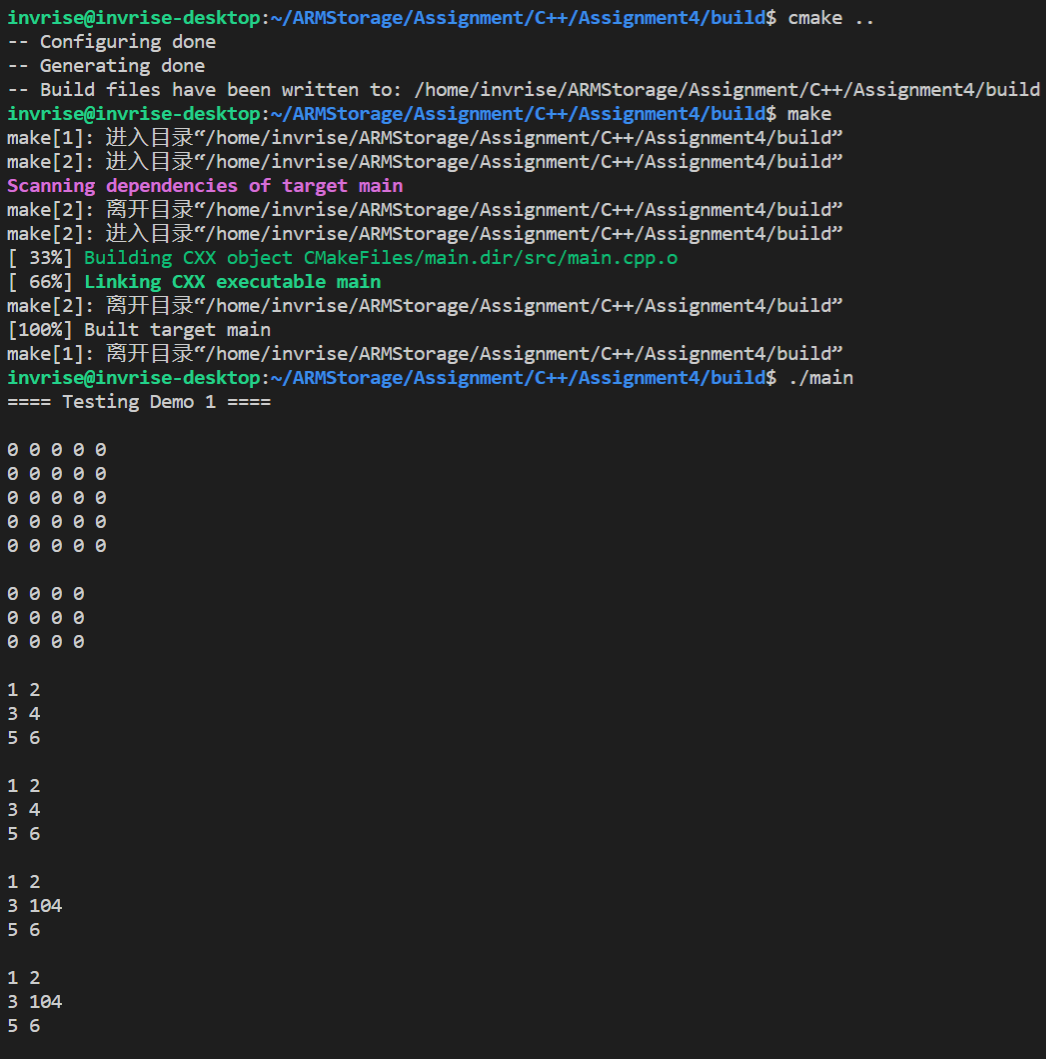 invrise@invrise-desktop:~/ARMStorage/Assignment/C++/Assignment4/build$ cmake ..
-- Configuring done
-- Generating done
-- Build files have been written to: /home/invrise/ARMStorage/Assignment/C++/Assignment4/build
invrise@invrise-desktop:~/ARMStorage/Assignment/C++/Assignment4/build$ make
make[1]: 进入目录“/home/invrise/ARMStorage/Assignment/C++/Assignment4/build”
make[2]: 进入目录“/home/invrise/ARMStorage/Assignment/C++/Assignment4/build”
Scanning dependencies of target main
make[2]: 离开目录“/home/invrise/ARMStorage/Assignment/C++/Assignment4/build”
make[2]: 进入目录“/home/invrise/ARMStorage/Assignment/C++/Assignment4/build”
[ 33%] Building CXX object CMakeFiles/main.dir/src/main.cpp.o
[ 66%] Linking CXX executable main
make[2]: 离开目录“/home/invrise/ARMStorage/Assignment/C++/Assignment4/build”
[100%] Built target main
make[1]: 离开目录“/home/invrise/ARMStorage/Assignment/C++/Assignment4/build”
invrise@invrise-desktop:~/ARMStorage/Assignment/C++/Assignment4/build$ ./main
==== Testing Demo 1 ====

0 0 0 0 0
0 0 0 0 0
0 0 0 0 0
0 0 0 0 0
0 0 0 0 0

0 0 0 0
0 0 0 0
0 0 0 0

1 2
3 4
5 6

1 2
3 4
5 6

1 2
3 104
5 6

1 2
3 104
5 6